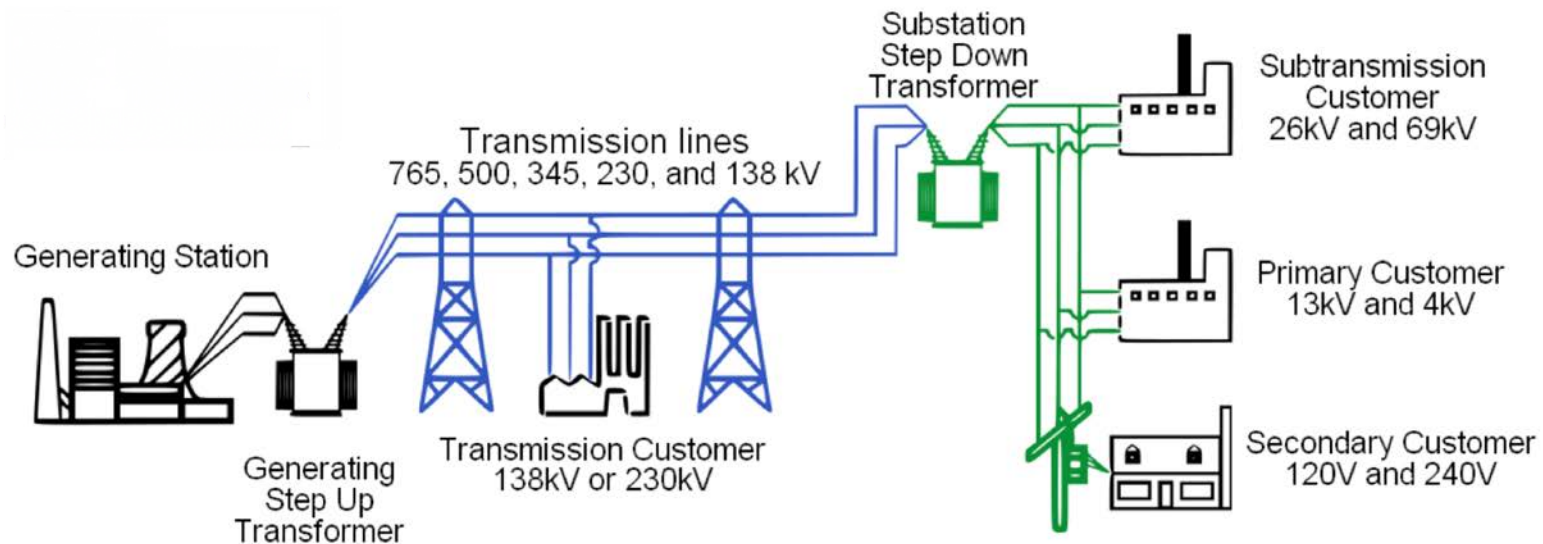 Substation
Step Down
Transformer
Subtransmission
Customer
26kV and 69kV
Transmission lines
765, 500, 345, 230, and 138 kV
Generating Station
Primary Customer
13kV and 4kV
Transmission Customer
138kV or 230kV
Secondary Customer
120V and 240V
Generating
Step Up
Transformer